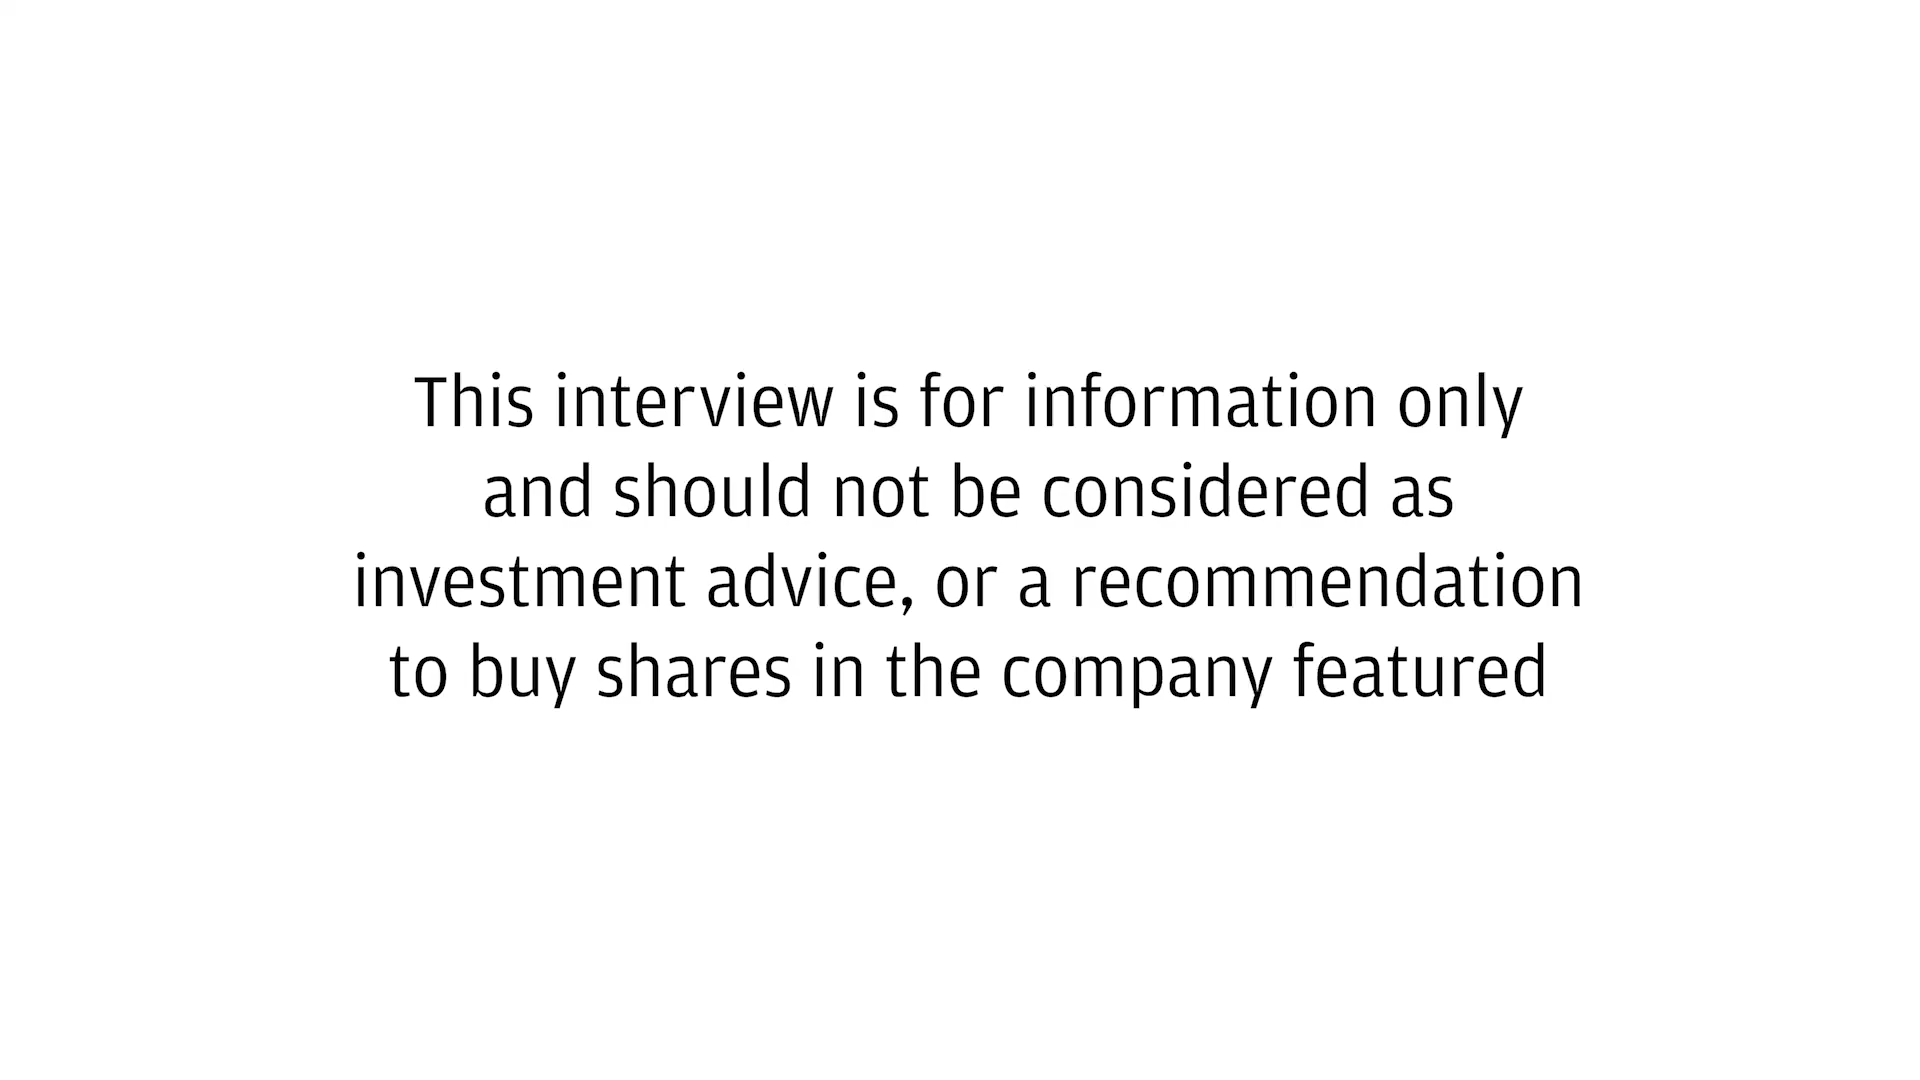 This interview is for information only
and should not be considered as
investment advice, or a recommendation
to buy shares in the company featured